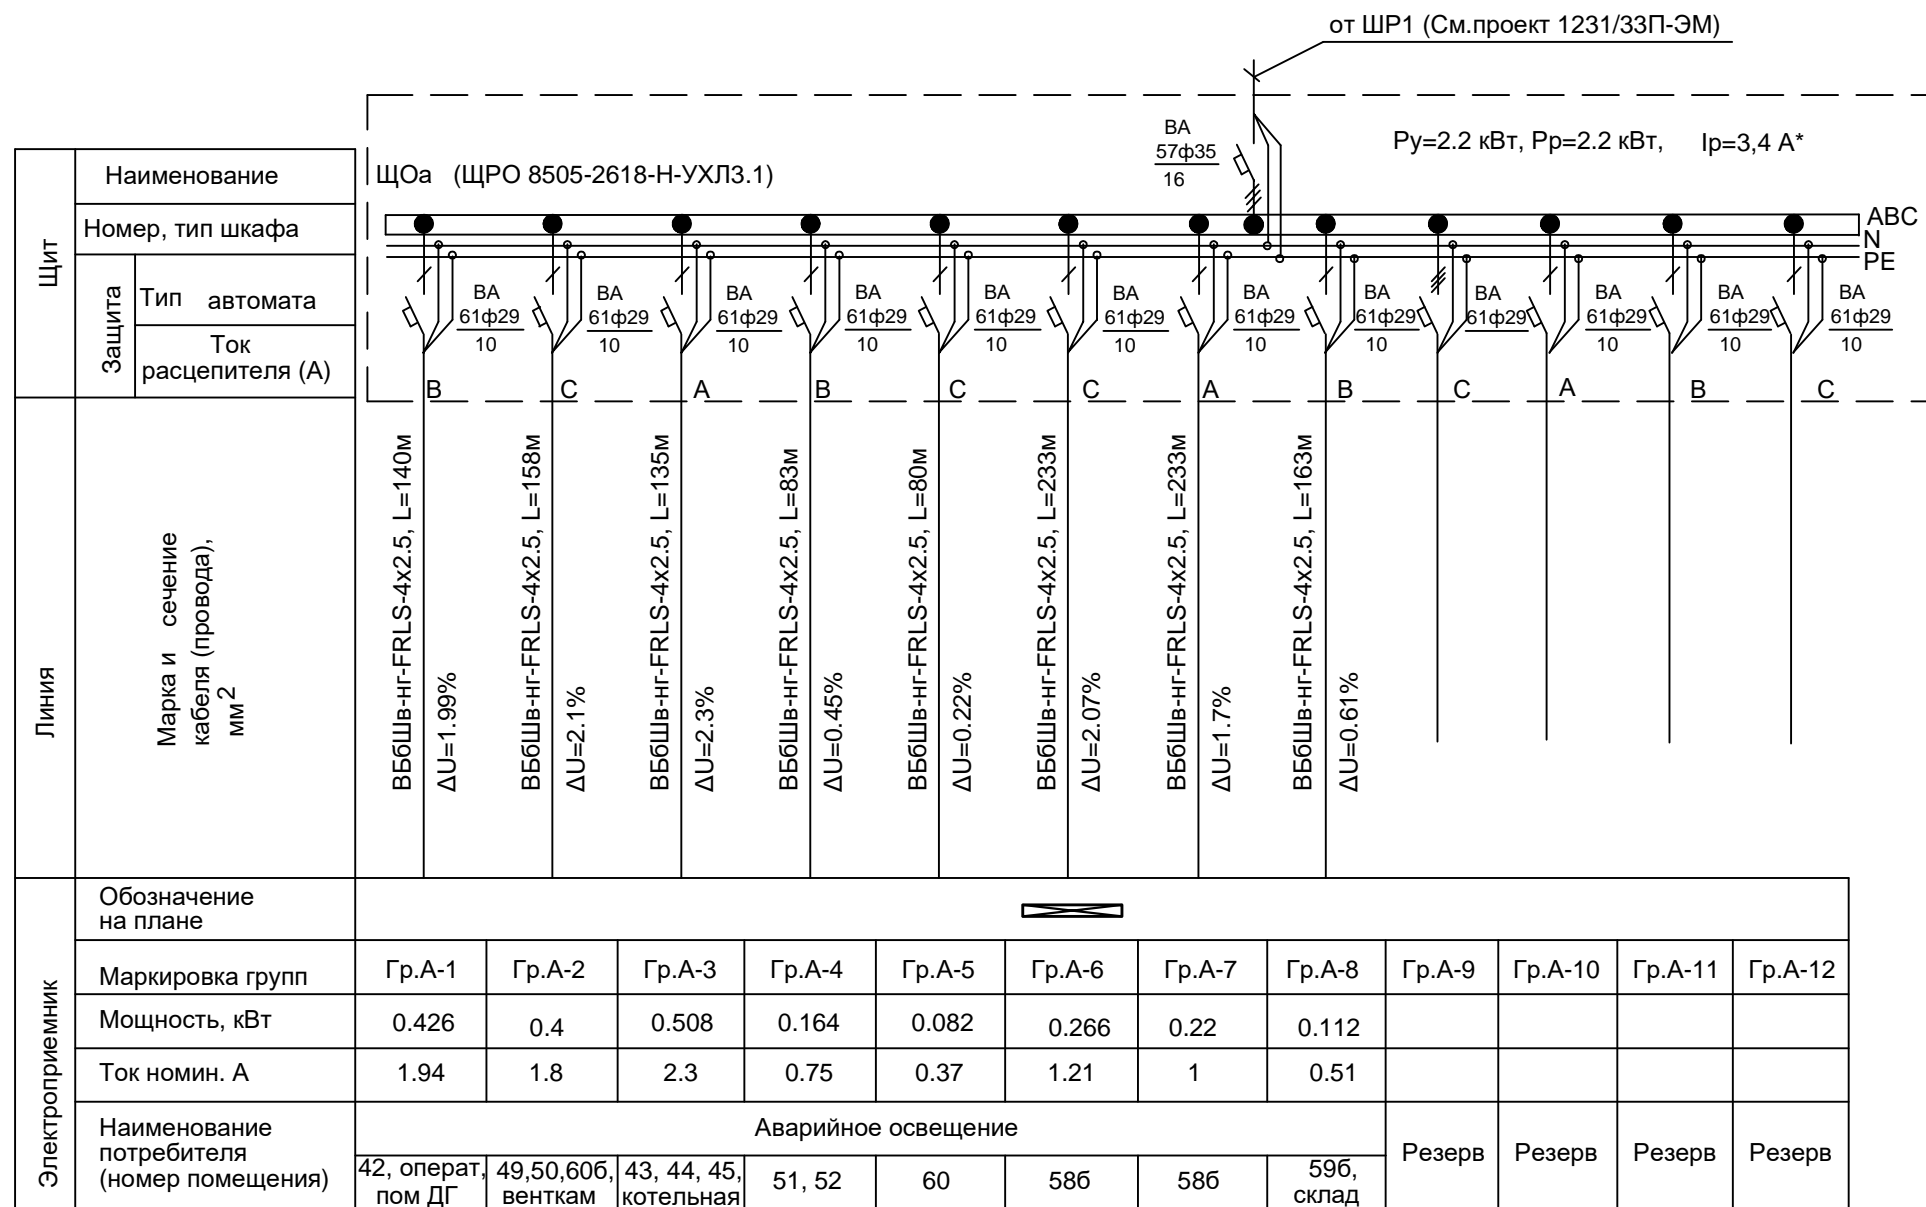 от ШР1 (См.проект 1231/33П-ЭМ)
ВА
57ф35
16
Ру=2.2 кВт, Рр=2.2 кВт, Iр=3,4 А*
Щит
Наименование
Номер, тип шкафа
Защита
Тип автомата
Ток
расцепителя (А)
ЩОа (ЩРО 8505-2618-Н-УХЛ3.1)
АВС
N
PE
ВА
61ф29
10
ВА
61ф29
10
ВА
61ф29
10
ВА
61ф29
10
ВА
61ф29
10
ВА
61ф29
10
ВА
61ф29
10
ВА
61ф29
10
ВА
61ф29
10
ВА
61ф29
10
ВА
61ф29
10
ВА
61ф29
10
В С А В С С А В С А В С
Линия
Марка и сечение
кабеля (провода),
мм2
ВБбШв-нг-FRLS-4х2.5, L=140м
ΔU=1.99%
ВБбШв-нг-FRLS-4х2.5, L=158м
ΔU=2.1%
ВБбШв-нг-FRLS-4х2.5, L=135м
ΔU=2.3%
ВБбШв-нг-FRLS-4х2.5, L=83м
ΔU=0.45%
ВБбШв-нг-FRLS-4х2.5, L=80м
ΔU=0.22%
ВБбШв-нг-FRLS-4х2.5, L=233м
ΔU=2.07%
ВБбШв-нг-FRLS-4х2.5, L=233м
ΔU=1.7%
ВБбШв-нг-FRLS-4х2.5, L=163м
ΔU=0.61%
Электроприемник
Обозначение
на плане
Маркировка групп Гр.А-1 Гр.А-2 Гр.А-3 Гр.А-4 Гр.А-5 Гр.А-6 Гр.А-7 Гр.А-8 Гр.А-9 Гр.А-10 Гр.А-11 Гр.А-12
Мощность, кВт 0.426 0.4 0.508 0.164 0.082 0.266 0.22 0.112
Ток номин. А 1.94 1.8 2.3 0.75 0.37 1.21 1 0.51
Наименование
потребителя
(номер помещения)
Аварийное освещение
42, операт,
пом ДГ
49,50,60б,
венткам
43, 44, 45,
котельная
51, 52
60
58б
58б
59б,
склад
Резерв Резерв Резерв Резерв